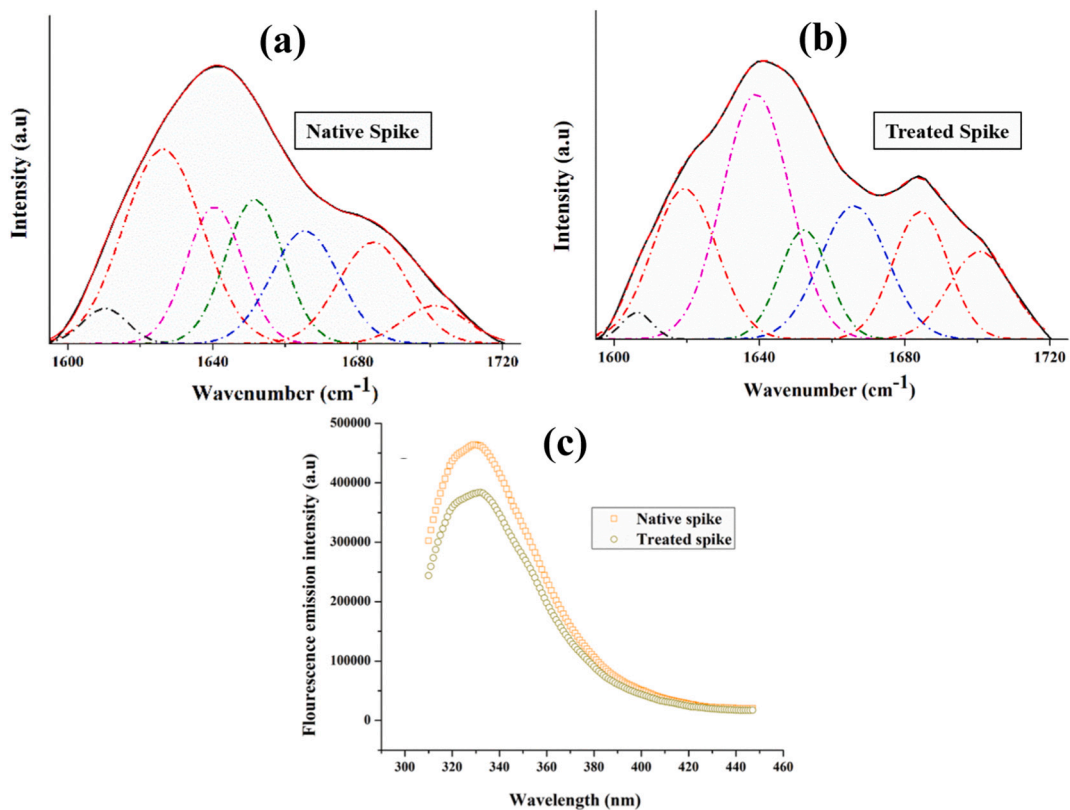 (a)
Native Spike
Intensity (a.u)
1600 1640 1680 1720
Wavenumber (cm-1)
(b)
Treated Spike
Intensity (a.u)
1600 1640 1680 1720
Wavenumber (cm-1)
(c)
Native spike
Treated spike
Flourescence emission intensity (a.u)
500000
400000
300000
200000
100000
0
300 320 340 360 380 400 420 440 460
Wavelength (nm)